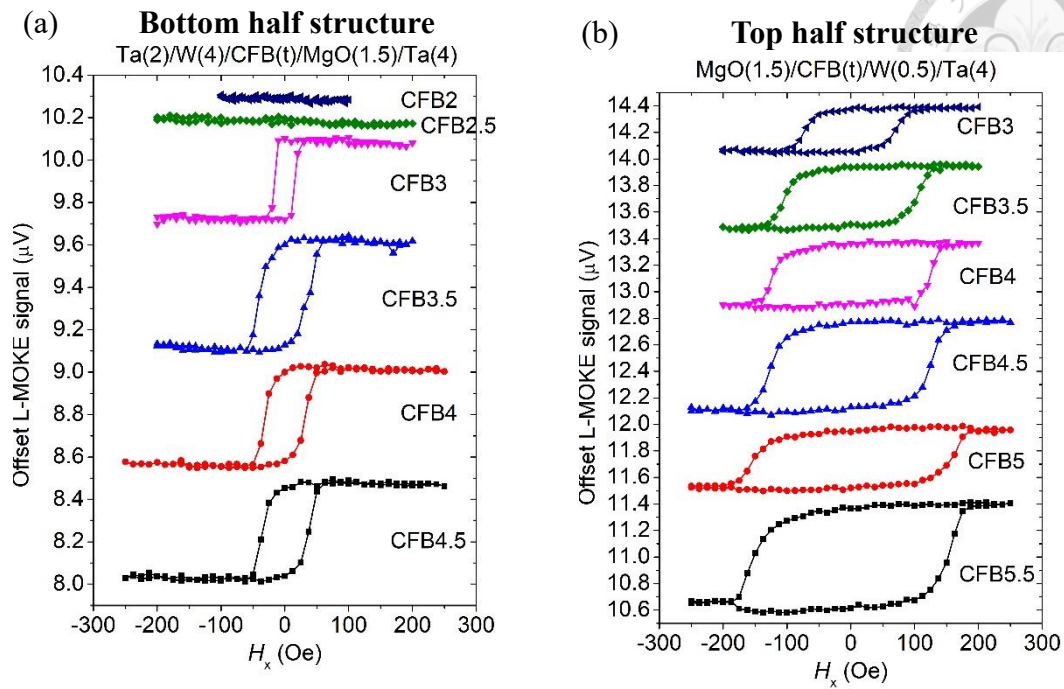 (a) Bottom half structure
Ta(2)/W(4)/CFB(t)/MgO(1.5)/Ta(4)
Offset L-MOKE signal (μV)
10.4
10.2
10.0
9.8
9.6
9.4
9.2
9.0
8.8
8.6
8.4
8.2
8.0
CFB2
CFB2.5
CFB3
CFB3.5
CFB4
CFB4.5
-300 -200 -100 0 100 200 300
Hx (Oe)
(b) Top half structure
MgO(1.5)/CFB(t)/W(0.5)/Ta(4)
Offset L-MOKE signal (μV)
14.4
14.2
14.0
13.6
13.4
13.2
13.0
12.8
12.6
12.4
12.2
12.0
11.8
11.6
11.4
11.2
11.0
10.8
10.6
CFB3
CFB3.5
CFB4
CFB4.5
CFB5
CFB5.5
-300 -200 -100 0 100 200 300
Hx (Oe)